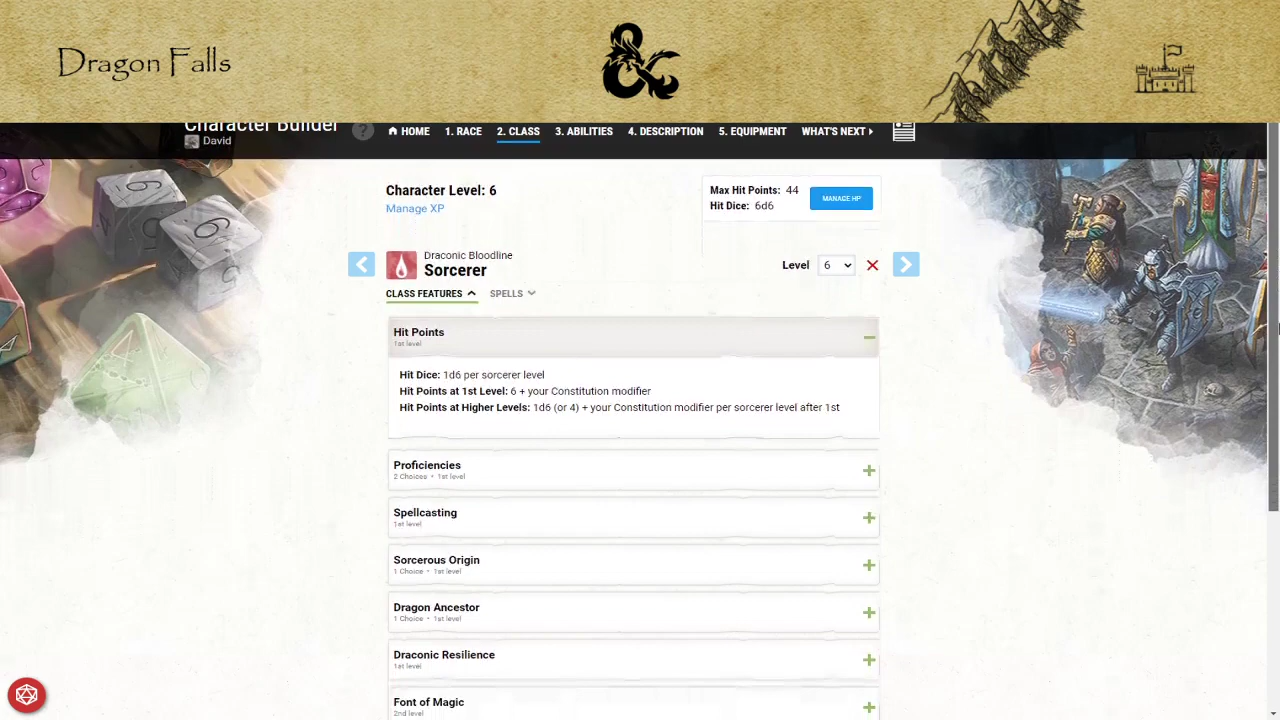 Dragon Falls
&
Character Builder
David
?
HOME 1. RACE 2. CLASS 3. ABILITIES 4. DESCRIPTION 5. EQUIPMENT WHAT'S NEXT
Character Level: 6
Manage XP
Max Hit Points: 44
Hit Dice: 6d6
MANAGE HP
Draconic Bloodline
Sorcerer
Level 6
CLASS FEATURES SPELLS
Hit Points
1st level
Hit Dice: 1d6 per sorcerer level
Hit Points at 1st Level: 6 + your Constitution modifier
Hit Points at Higher Levels: 1d6 (or 4) + your Constitution modifier per sorcerer level after 1st
Proficiencies
2 Choices • 1st level
Spellcasting
1st level
Sorcerous Origin
1 Choice • 1st level
Dragon Ancestor
1 Choice • 1st level
Draconic Resilience
1st level
Font of Magic
2nd level